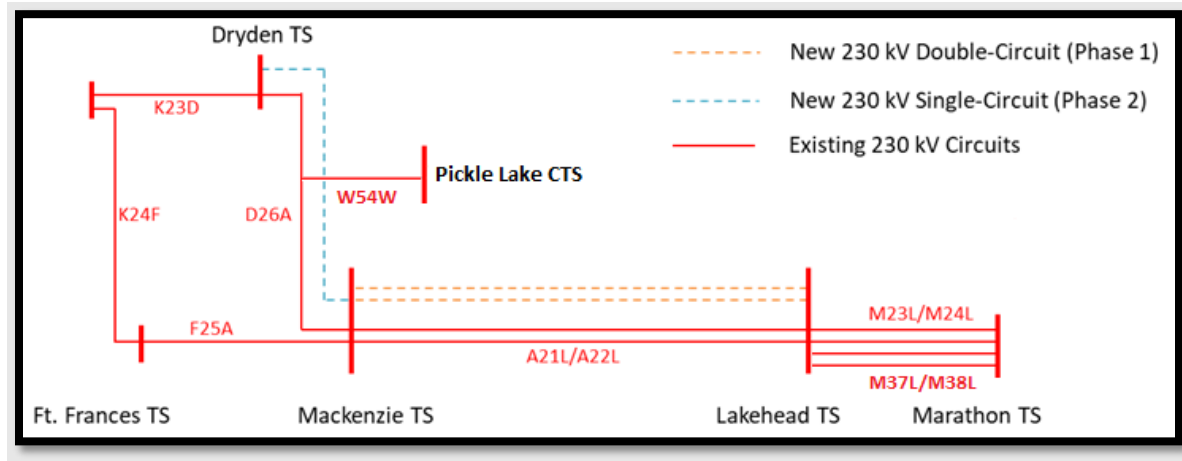 Dryden TS
New 230 kV Double-Circuit (Phase 1)
K23D
New 230 kV Single-Circuit (Phase 2)
Existing 230 kV Circuits
Pickle Lake CTS
W54W
K24F
D26A
M23L/M24L
F25A
A21L/A22L
M37L/M38L
Ft. Frances TS
Mackenzie TS
Lakehead TS
Marathon TS